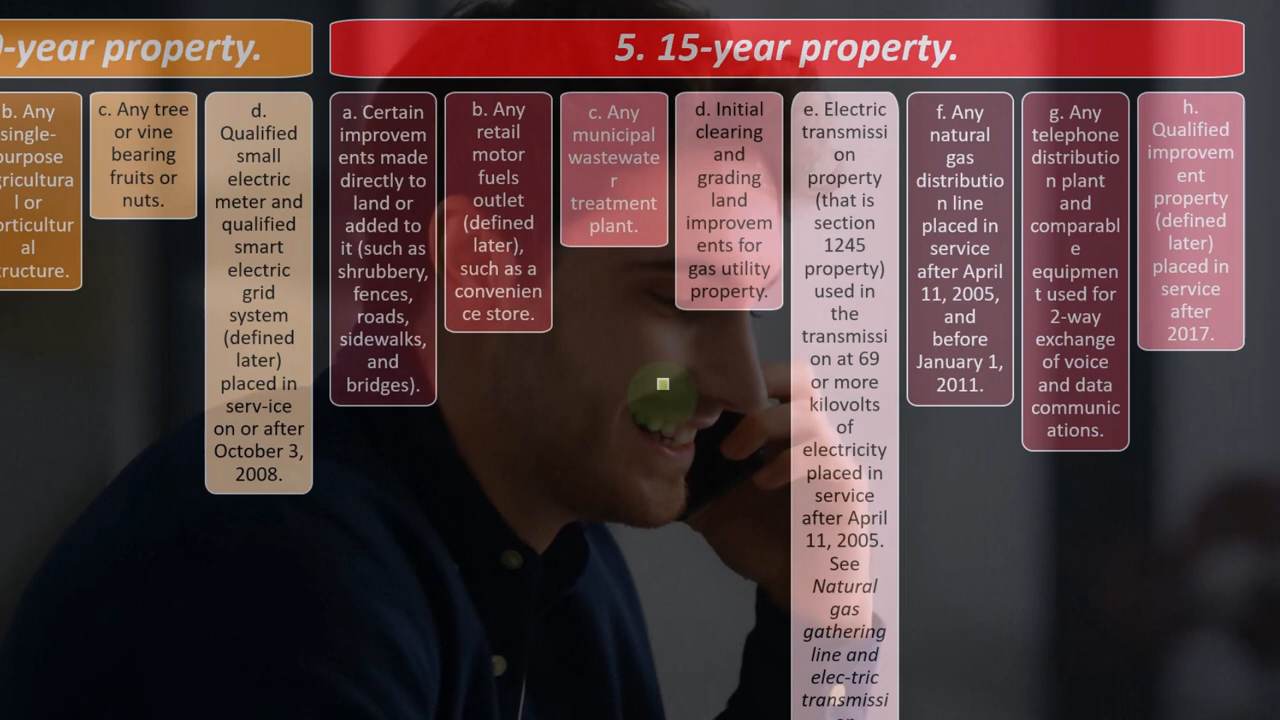 -year property.
5. 15-year property.
b. Any
single-
purpose
l or
al
c. Any tree
or vine
bearing
fruits or
nuts.
d.
Qualified
small
electric
meter and
qualified
smart
electric
grid
system
(defined
later)
placed in
serv-ice
on or after
October 3,
2008.
a. Certain
improvem
ents made
directly to
land or
added to
it (such as
shrubbery,
fences,
roads,
sidewalks,
and
bridges).
b. Any
retail
motor
fuels
outlet
(defined
later),
such as a
convenien
ce store.
c. Any
municipal
wastewate
r
treatment
plant.
d. Initial
clearing
and
grading
land
improvem
ents for
gas utility
property.
e. Electric
transmissi
on
property
(that is
section
1245
property)
used in
the
transmissi
on at 69
or more
kilovolts
of
electricity
placed in
service
after April
11, 2005.
See
Natural
gas
gathering
line and
elec-tric
transmissi
f. Any
natural
gas
distributio
n line
placed in
service
after April
11, 2005,
and
before
January 1,
2011.
g. Any
telephone
distributio
n plant
and
comparabl
e
equipmen
t used for
2-way
exchange
of voice
and data
communic
ations.
h.
Qualified
improvem
ent
property
(defined
later)
placed in
service
after
2017.